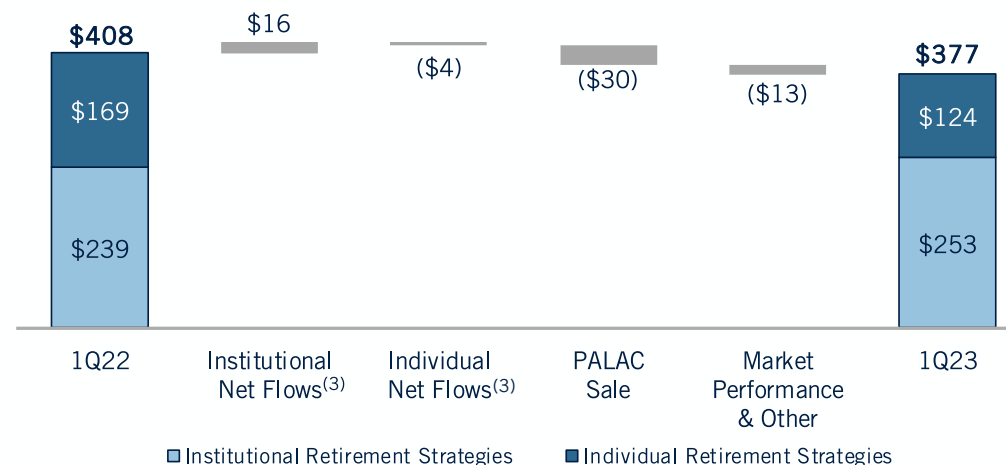 $408
$16
($4)
($30)
($13)
$377
$169
$124
$239
$253
1Q22
Institutional
Net Flows(3)
Individual
Net Flows(3)
PALAC
Sale
Market
Performance
& Other
1Q23
Institutional Retirement Strategies
Individual Retirement Strategies